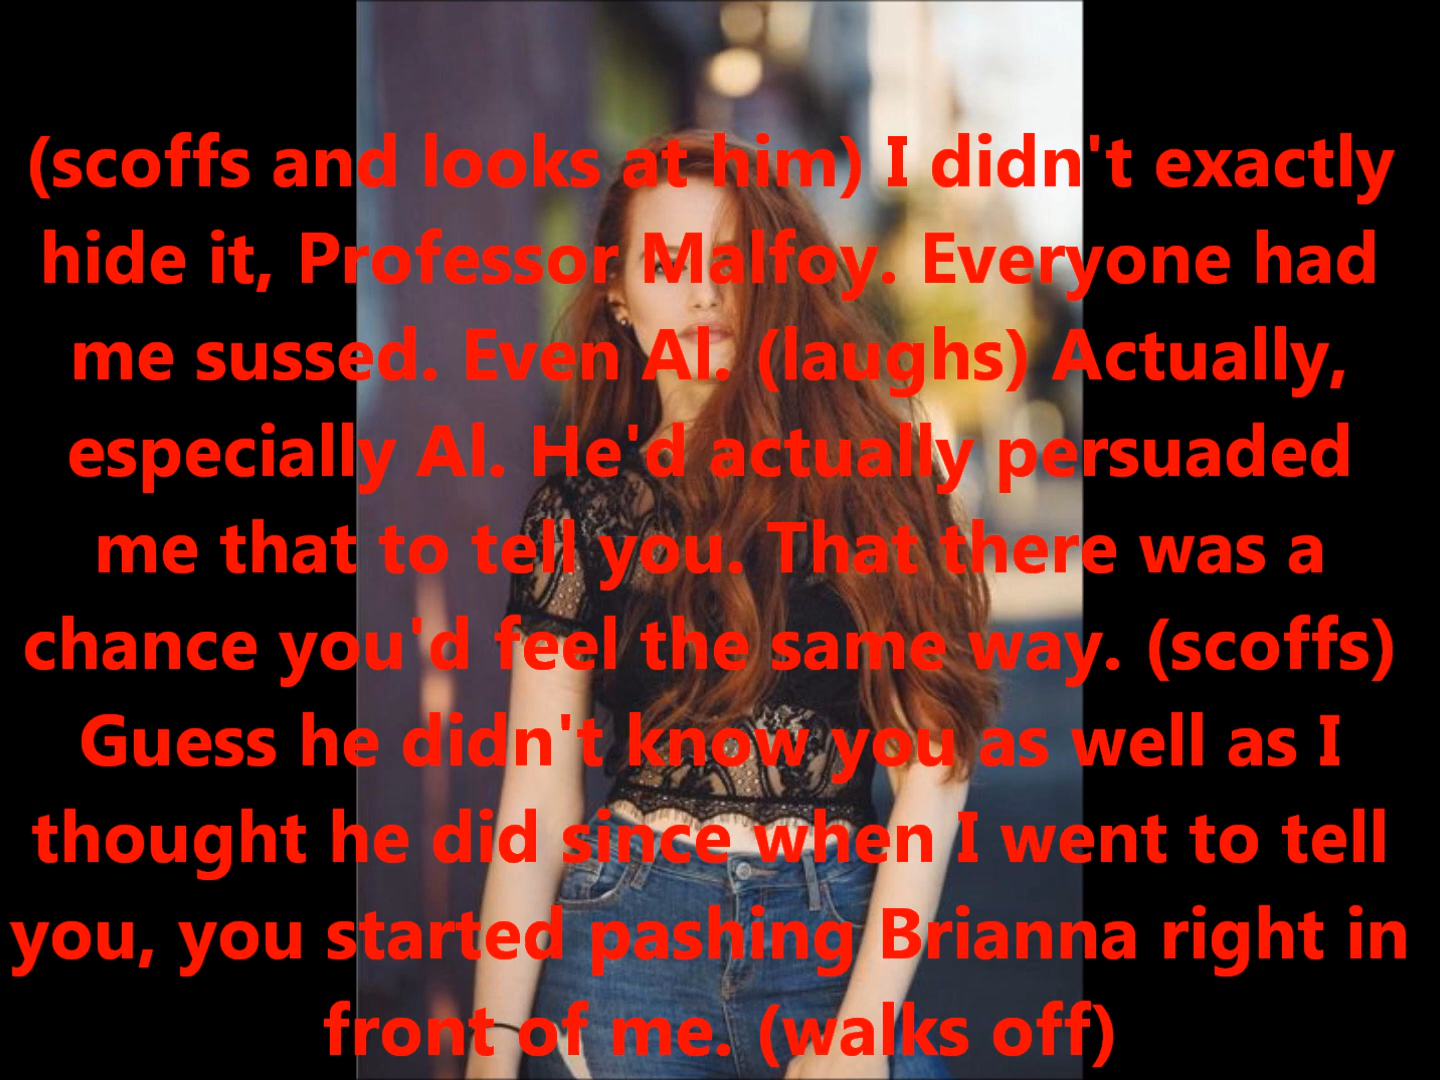 (scoffs and looks at him) I didn't exactly
hide it, Professor Malfoy. Everyone had
me sussed. Even Al. (laughs) Actually,
especially Al. He'd actually persuaded
me that to tell you. That there was a
chance you'd feel the same way. (scoffs)
Guess he didn't know you as well as I
thought he did since when I went to tell
you, you started pashing Brianna right in
front of me. (walks off)